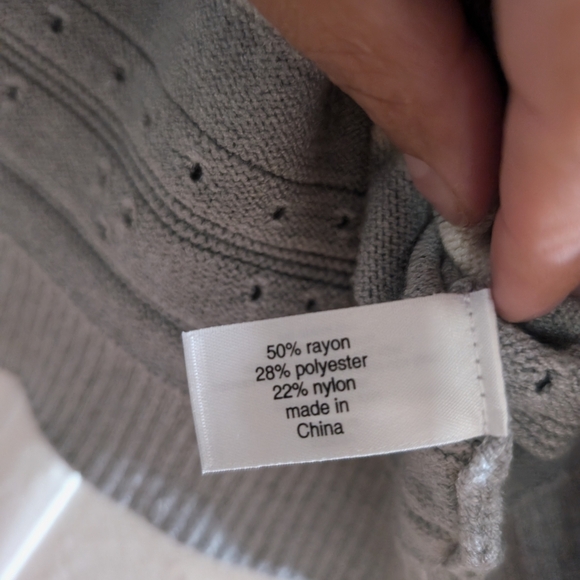 50% rayon
28% polyester
22% nylon
made in
China